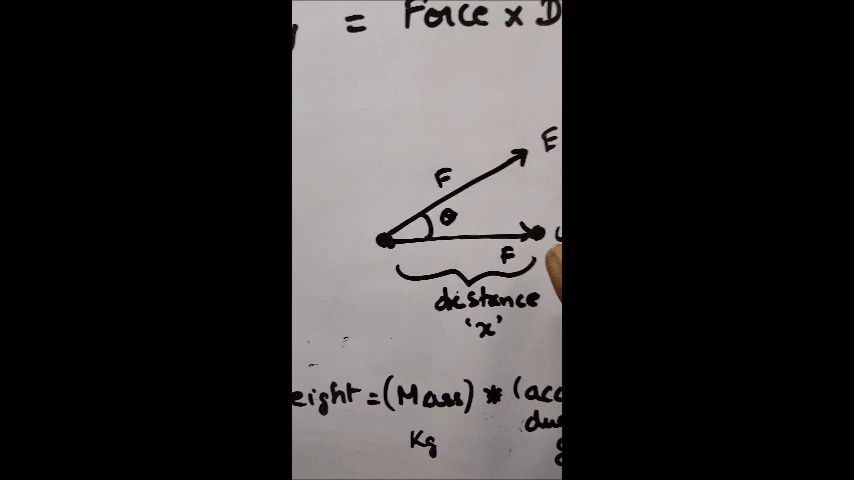 = Force x D
E
F
θ
F
distance
'x'
eight = (Mass) * (acc
Kg
du